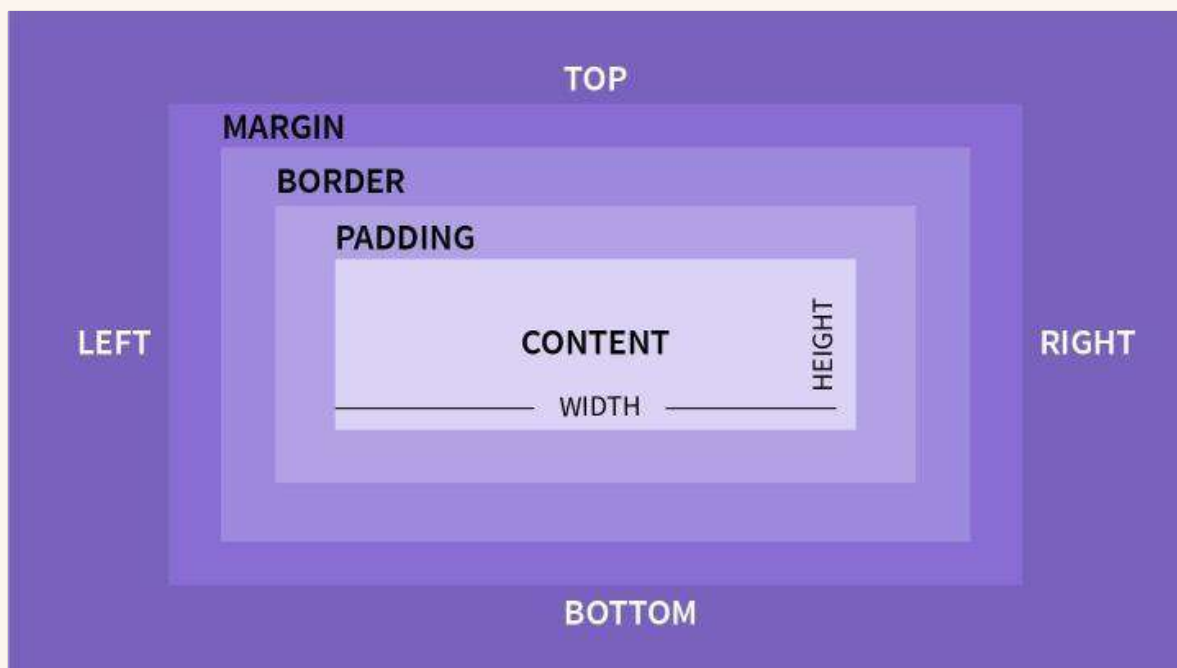 TOP
MARGIN
BORDER
PADDING
LEFT
CONTENT
HEIGHT
RIGHT
WIDTH
BOTTOM